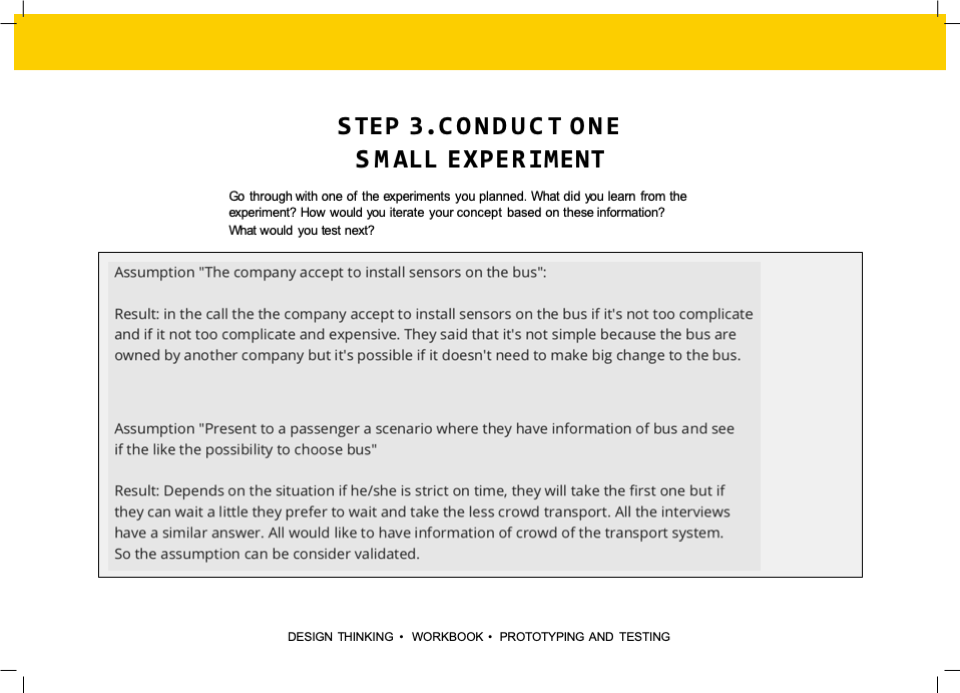 STEP 3.CONDUCT ONE
SMALL EXPERIMENT
Go through with one of the experiments you planned. What did you learn from the
experiment? How would you iterate your concept based on these information?
What would you test next?
Assumption "The company accept to install sensors on the bus":
Result: in the call the the company accept to install sensors on the bus if it's not too complicate
and if it not too complicate and expensive. They said that it's not simple because the bus are
owned by another company but it's possible if it doesn't need to make big change to the bus.
Assumption "Present to a passenger a scenario where they have information of bus and see
if the like the possibility to choose bus"
Result: Depends on the situation if he/she is strict on time, they will take the first one but if
they can wait a little they prefer to wait and take the less crowd transport. All the interviews
have a similar answer. All would like to have information of crowd of the transport system.
So the assumption can be consider validated.
DESIGN THINKING • WORKBOOK • PROTOTYPING AND TESTING